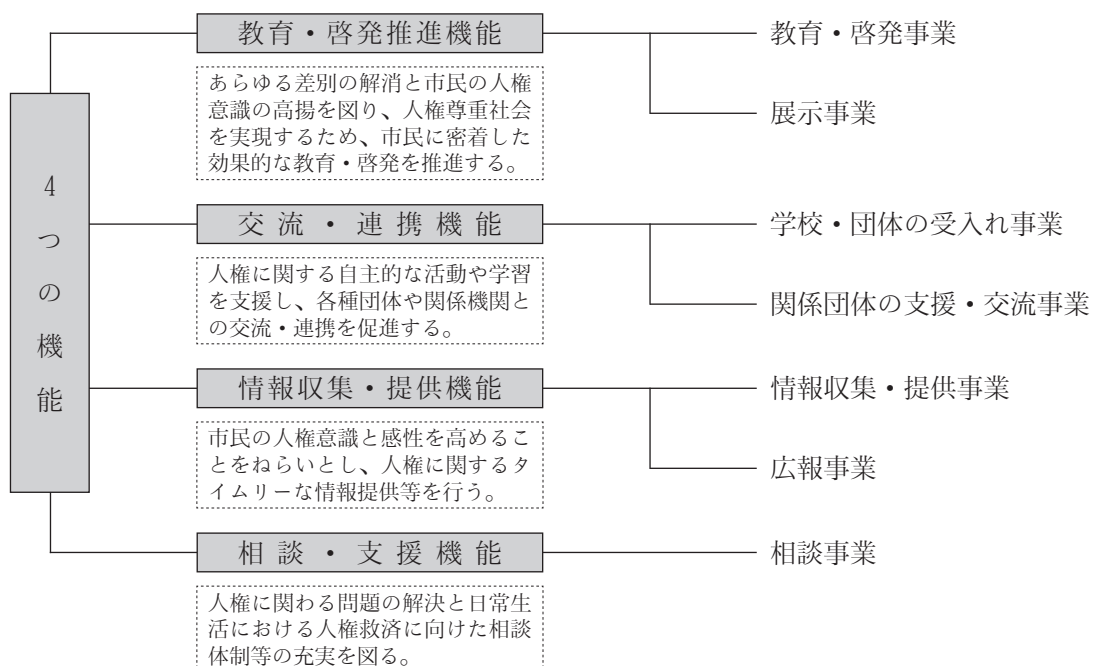 4つの機能
教育・啓発推進機能
あらゆる差別の解消と市民の人権
意識の高揚を図り、人権尊重社会
を実現するため、市民に密着した
効果的な教育・啓発を推進する。
教育・啓発事業
展示事業
交流・連携機能
人権に関する自主的な活動や学習
を支援し、各種団体や関係機関と
の交流・連携を促進する。
学校・団体の受入れ事業
関係団体の支援・交流事業
情報収集・提供機能
市民の人権意識と感性を高めるこ
とをねらいとし、人権に関するタ
イムリーな情報提供等を行う。
情報収集・提供事業
広報事業
相談・支援機能
人権に関わる問題の解決と日常生
活における人権救済に向けた相談
体制等の充実を図る。
相談事業